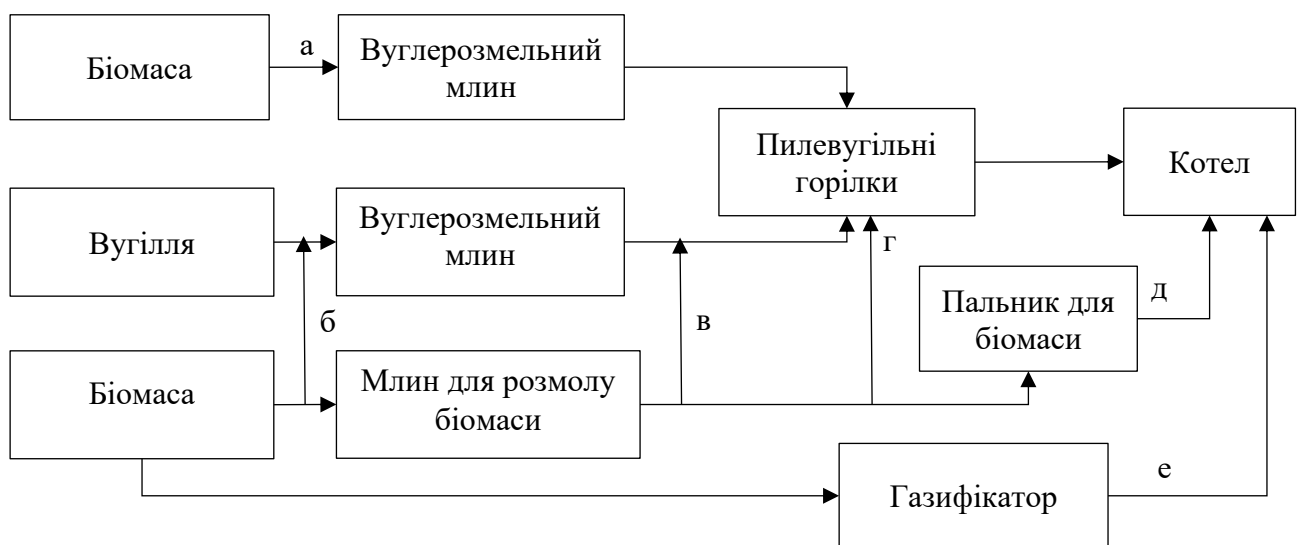 Біомаса
а
Вуглерозмельний
млин
Пилевугільні
горілки
Котел
Вугілля
Вуглерозмельний
млин
г
б
в
Пальник для
біомаси
д
Біомаса
Млин для розмолу
біомаси
Газифікатор
е